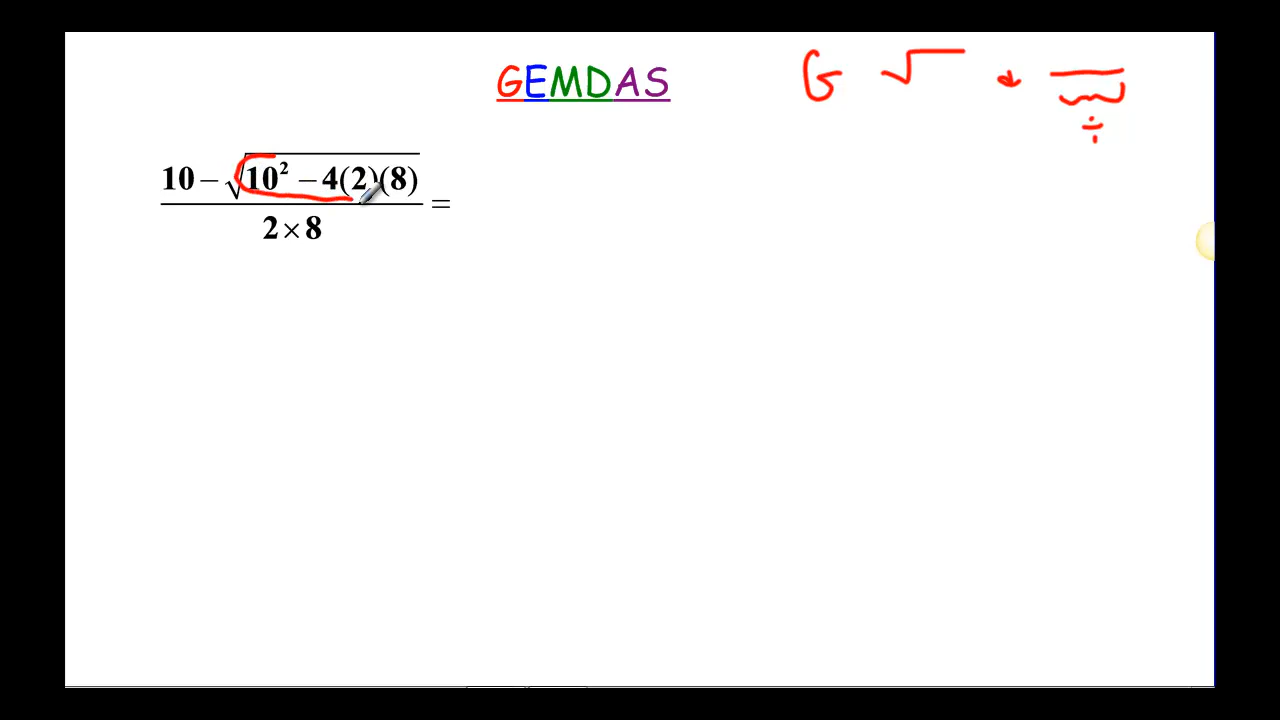 GEMDAS
G √ + —
÷
10 − √10² − 4(2)(8)
2 × 8 =